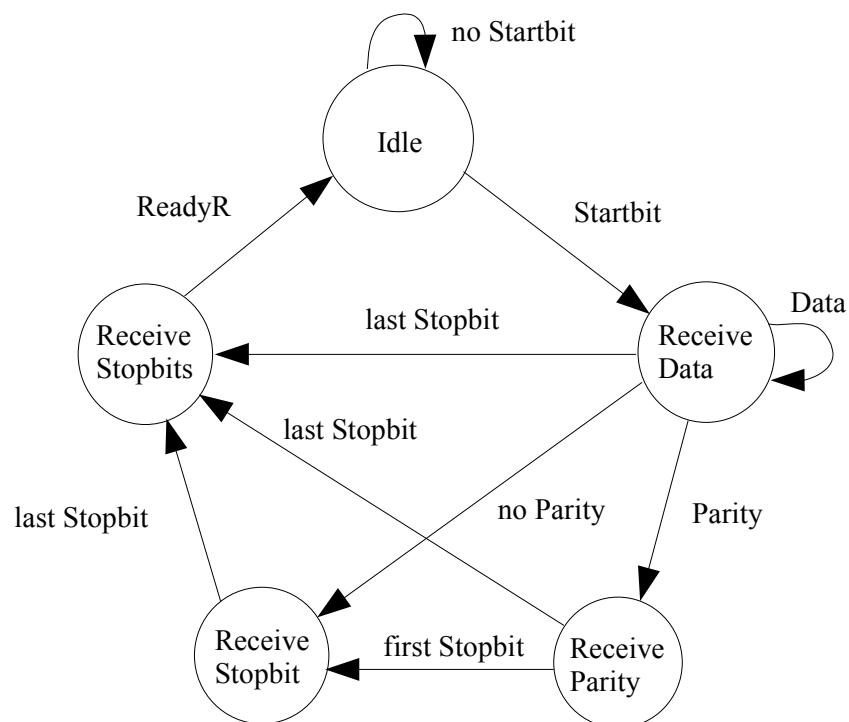 no Startbit
Idle
ReadyR
Startbit
Data
Receive
Stopbits
last Stopbit
Receive
Data
last Stopbit
last Stopbit
no Parity
Parity
Receive
Stopbit
first Stopbit
Receive
Parity